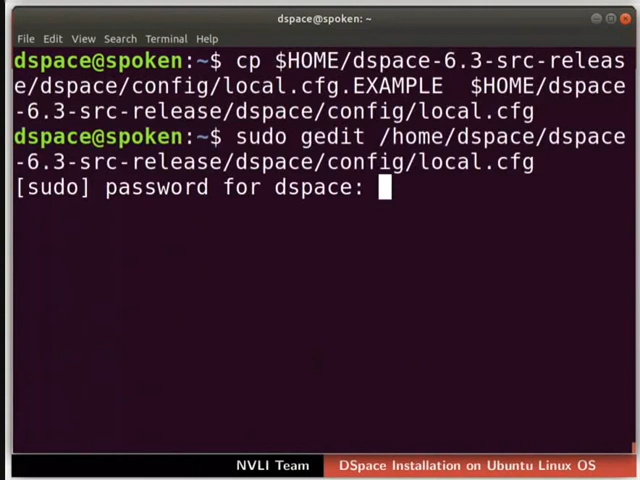 dspace@spoken: ~
File Edit View Search Terminal Help
dspace@spoken:~$ cp $HOME/dspace-6.3-src-releas
e/dspace/config/local.cfg.EXAMPLE  $HOME/dspace
-6.3-src-release/dspace/config/local.cfg
dspace@spoken:~$ sudo gedit /home/dspace/dspace
-6.3-src-release/dspace/config/local.cfg
[sudo] password for dspace:
NVLI Team DSpace Installation on Ubuntu Linux OS